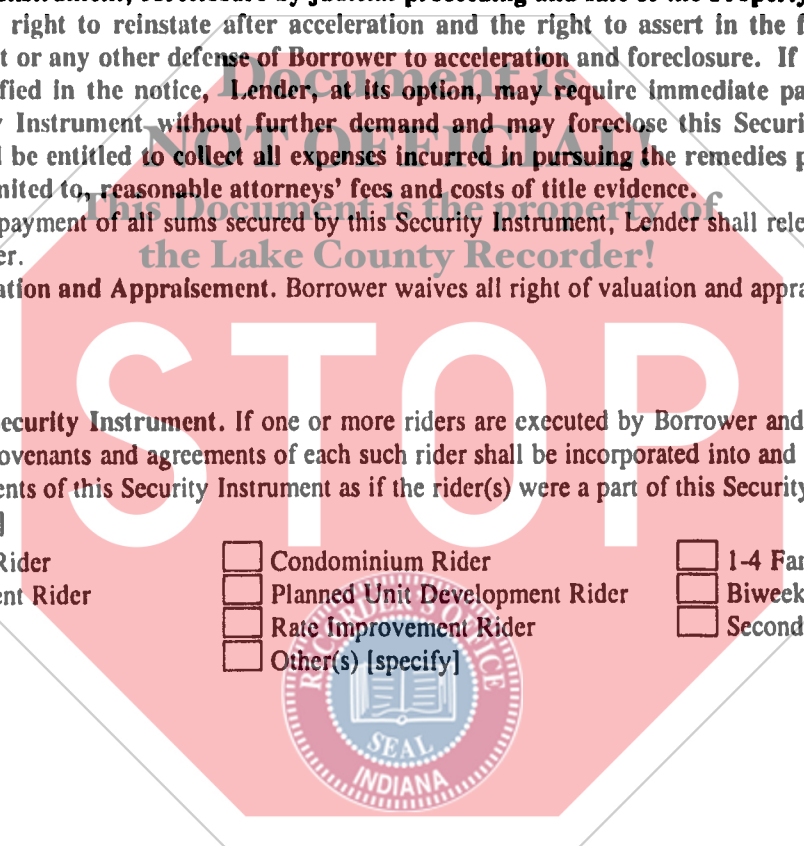 right to reinstate after acceleration and the right to assert in the f
t or any other defense of Borrower to acceleration and foreclosure. If
Document is
fied in the notice, Lender, at its option, may require immediate pa
y Instrument without further demand and may foreclose this Securi
NOT OFFICIAL
l be entitled to collect all expenses incurred in pursuing the remedies p
mited to, reasonable attorneys' fees and costs of title evidence.
This Document is the property of
payment of all sums secured by this Security Instrument, Lender shall rele
er.
the Lake County Recorder!
ation and Appraisement. Borrower waives all right of valuation and appra
STOP
ecurity Instrument. If one or more riders are executed by Borrower and
ovenants and agreements of each such rider shall be incorporated into and
ents of this Security Instrument as if the rider(s) were a part of this Security
]
Rider
Condominium Rider
1-4 Fam
ent Rider
Planned Unit Development Rider
Biweek
Rate Improvement Rider
Second
Other(s) [specify]
RECORDER'S OFFICE
SEAL
INDIANA